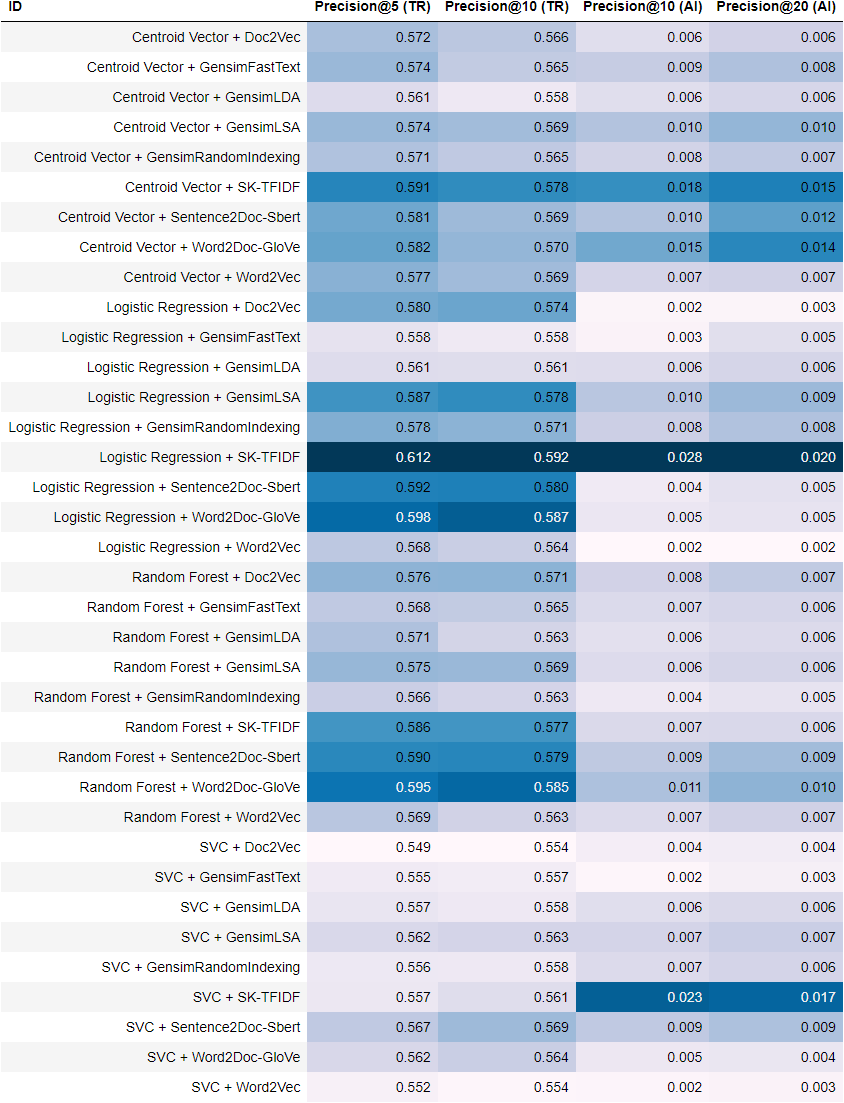 ID Precision@5 (TR) Precision@10 (TR) Precision@10 (AI) Precision@20 (AI)
Centroid Vector + Doc2Vec 0.572 0.566 0.006 0.006
Centroid Vector + GensimFastText 0.574 0.565 0.009 0.008
Centroid Vector + GensimLDA 0.561 0.558 0.006 0.006
Centroid Vector + GensimLSA 0.574 0.569 0.010 0.010
Centroid Vector + GensimRandomIndexing 0.571 0.565 0.008 0.007
Centroid Vector + SK-TFIDF 0.591 0.578 0.018 0.015
Centroid Vector + Sentence2Doc-Sbert 0.581 0.569 0.010 0.012
Centroid Vector + Word2Doc-GloVe 0.582 0.570 0.015 0.014
Centroid Vector + Word2Vec 0.577 0.569 0.007 0.007
Logistic Regression + Doc2Vec 0.580 0.574 0.002 0.003
Logistic Regression + GensimFastText 0.558 0.558 0.003 0.005
Logistic Regression + GensimLDA 0.561 0.561 0.006 0.006
Logistic Regression + GensimLSA 0.587 0.578 0.010 0.009
Logistic Regression + GensimRandomIndexing 0.578 0.571 0.008 0.008
Logistic Regression + SK-TFIDF 0.612 0.592 0.028 0.020
Logistic Regression + Sentence2Doc-Sbert 0.592 0.580 0.004 0.005
Logistic Regression + Word2Doc-GloVe 0.598 0.587 0.005 0.005
Logistic Regression + Word2Vec 0.568 0.564 0.002 0.002
Random Forest + Doc2Vec 0.576 0.571 0.008 0.007
Random Forest + GensimFastText 0.568 0.565 0.007 0.006
Random Forest + GensimLDA 0.571 0.563 0.006 0.006
Random Forest + GensimLSA 0.575 0.569 0.006 0.006
Random Forest + GensimRandomIndexing 0.566 0.563 0.004 0.005
Random Forest + SK-TFIDF 0.586 0.577 0.007 0.006
Random Forest + Sentence2Doc-Sbert 0.590 0.579 0.009 0.009
Random Forest + Word2Doc-GloVe 0.595 0.585 0.011 0.010
Random Forest + Word2Vec 0.569 0.563 0.007 0.007
SVC + Doc2Vec 0.549 0.554 0.004 0.004
SVC + GensimFastText 0.555 0.557 0.002 0.003
SVC + GensimLDA 0.557 0.558 0.006 0.006
SVC + GensimLSA 0.562 0.563 0.007 0.007
SVC + GensimRandomIndexing 0.556 0.558 0.007 0.006
SVC + SK-TFIDF 0.557 0.561 0.023 0.017
SVC + Sentence2Doc-Sbert 0.567 0.569 0.009 0.009
SVC + Word2Doc-GloVe 0.562 0.564 0.005 0.004
SVC + Word2Vec 0.552 0.554 0.002 0.003